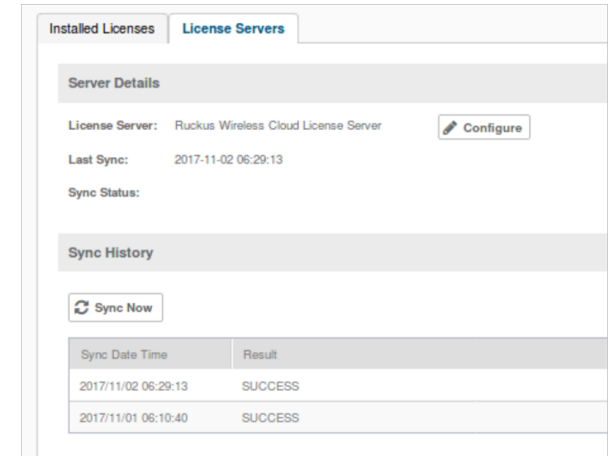 Installed Licenses License Servers
Server Details
License Server: Ruckus Wireless Cloud License Server Configure
Last Sync: 2017-11-02 06:29:13
Sync Status:
Sync History
Sync Now
Sync Date Time Result
2017/11/02 06:29:13 SUCCESS
2017/11/01 06:10:40 SUCCESS